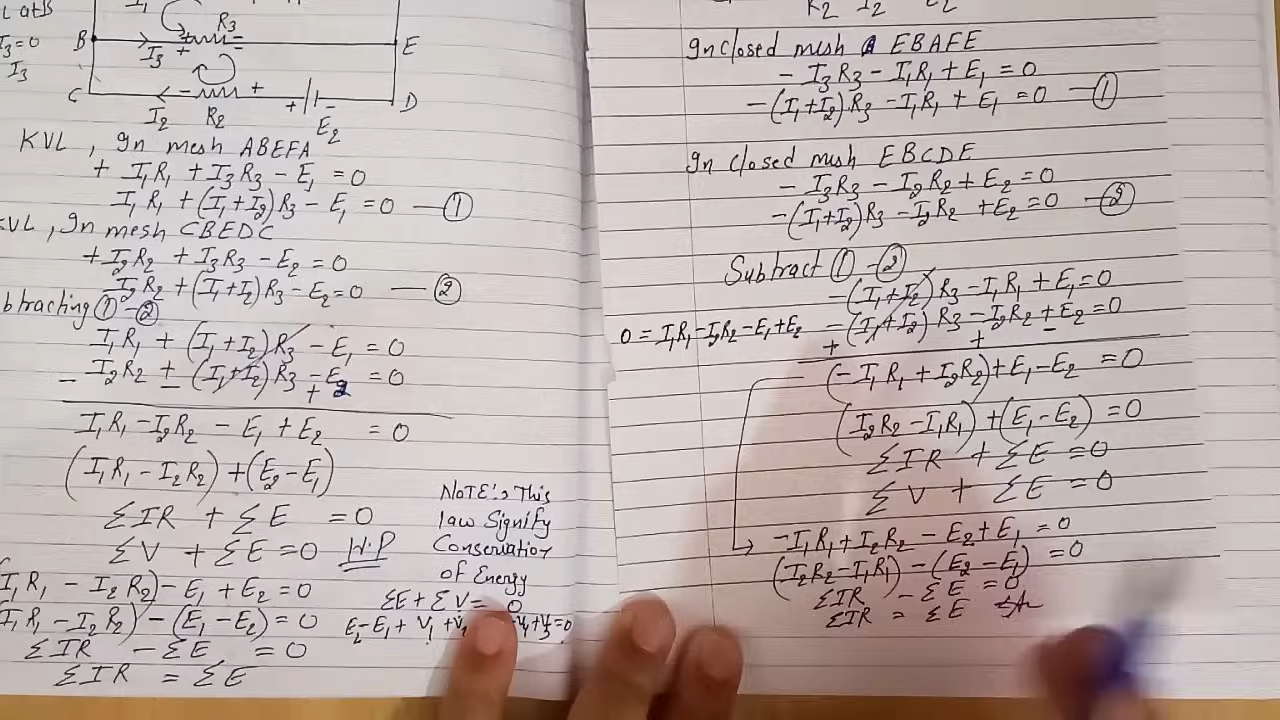 L at B
I₁
R₃
I₃=0
B
I₃
+
=
E
I₃
C
I₂
R₂
+
+
-
E₂
D
KVL, In mesh ABEFA
+ I₁R₁ + I₃R₃ - E₁ = 0
I₁R₁ + (I₁+I₂)R₃ - E₁ = 0 —①
KVL, In mesh CBEDC
+I₂R₂ + I₃R₃ - E₂ = 0
I₂R₂ + (I₁+I₂)R₃ - E₂ = 0 —②
btracting ① - ②
I₁R₁ + (I₁+I₂)R₃ - E₁ = 0
- I₂R₂ + (I₁+I₂)R₃ - E₂ = 0
- +
I₁R₁ - I₂R₂ - E₁ + E₂ = 0
(I₁R₁ - I₂R₂) + (E₂ - E₁)
ΣIR + ΣE = 0
ΣV + ΣE = 0 H.P
I₁R₁ - I₂R₂) - E₁ + E₂ = 0
I₁R₁ - I₂R₂) - (E₁ - E₂) = 0
ΣIR - ΣE = 0
ΣIR = ΣE
NOTE: This
law Signify
Conservation
of Energy
ΣE + ΣV = 0
E₂ - E₁ + V₁ +
R₂ I₂ E₂
In closed mesh EBAFE
- I₃R₃ - I₁R₁ + E₁ = 0
-(I₁+I₂)R₃ - I₁R₁ + E₁ = 0 —①
In closed mesh EBCDE
- I₃R₃ - I₂R₂ + E₂ = 0
-(I₁+I₂)R₃ - I₂R₂ + E₂ = 0 —②
Subtract ① - ②
-(I₁+I₂)R₃ - I₁R₁ + E₁ = 0
0 = I₁R₁ - I₂R₂ - E₁ + E₂ -(I₁+I₂)R₃ - I₂R₂ + E₂ = 0
+ + -
(-I₁R₁ + I₂R₂) + E₁ - E₂ = 0
(I₂R₂ - I₁R₁) + (E₁ - E₂) = 0
ΣIR + ΣE = 0
ΣV + ΣE = 0
-I₁R₁ + I₂R₂ - E₂ + E₁ = 0
(I₂R₂ - I₁R₁) - (E₂ - E₁) = 0
ΣIR - ΣE = 0
ΣIR = ΣE